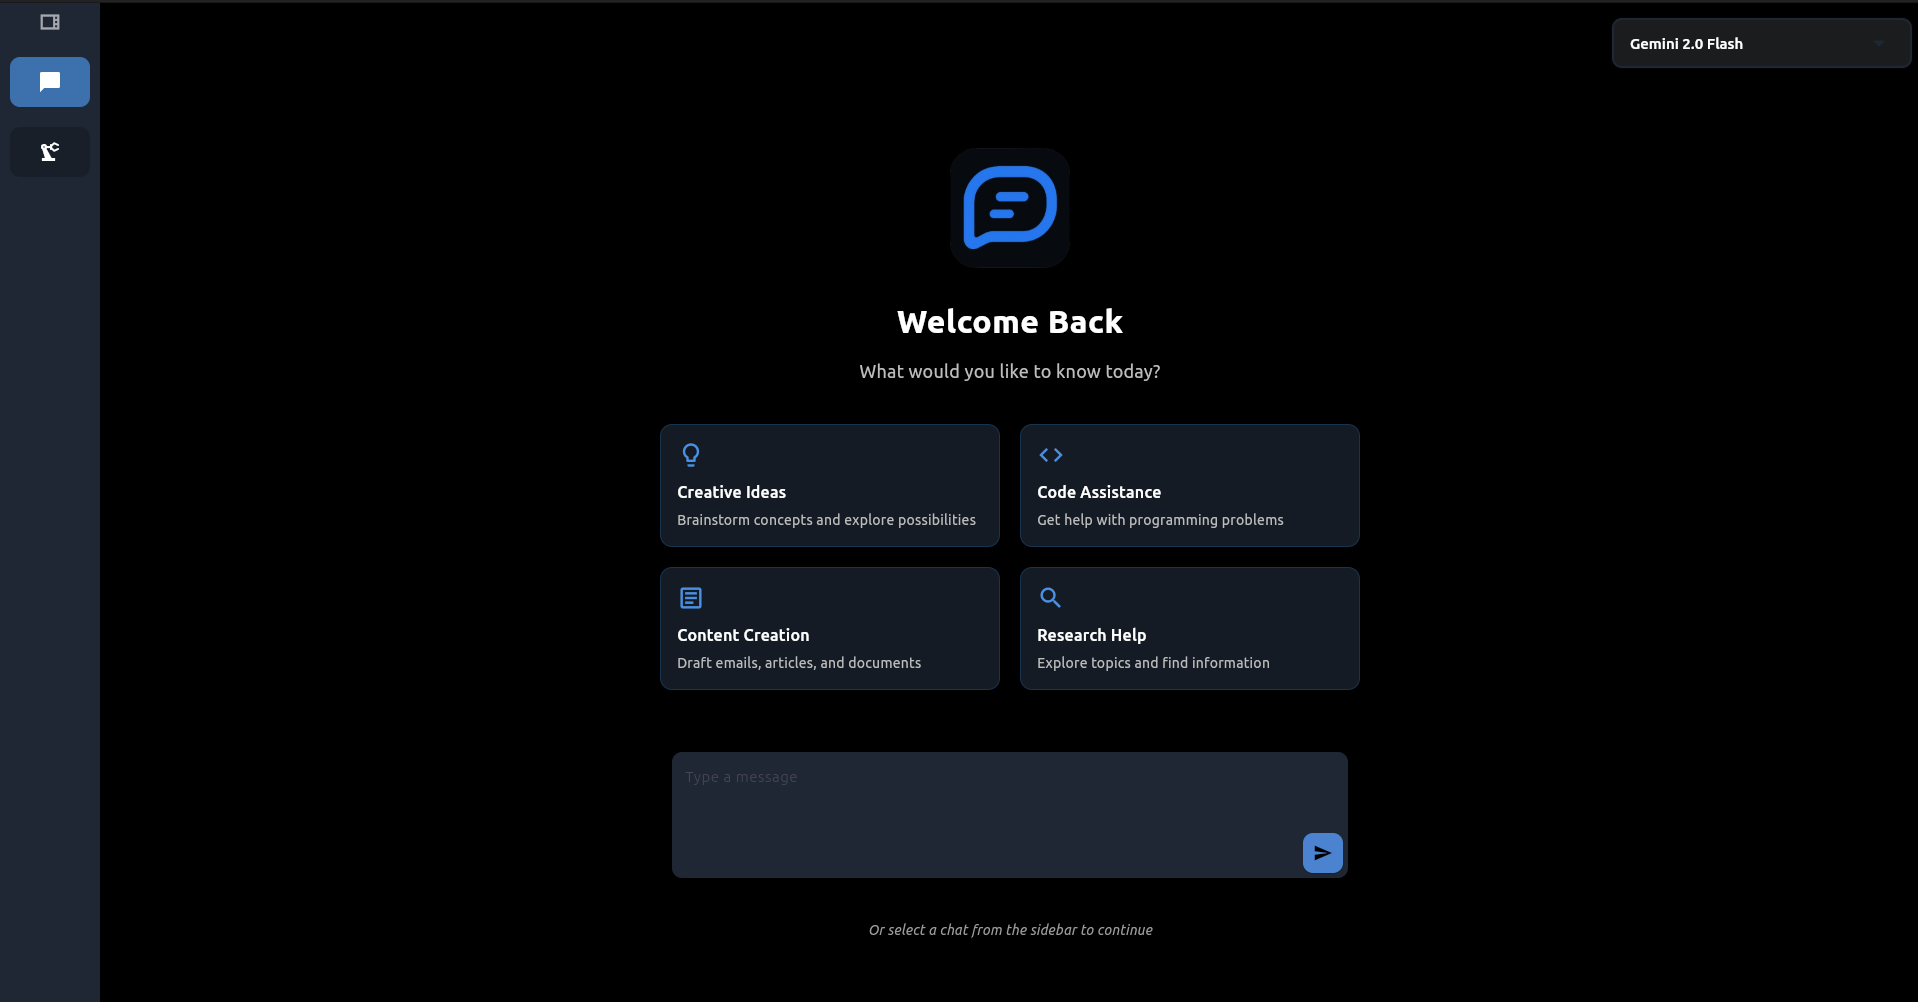 Gemini 2.0 Flash
Welcome Back
What would you like to know today?
Creative Ideas
Brainstorm concepts and explore possibilities
Code Assistance
Get help with programming problems
Content Creation
Draft emails, articles, and documents
Research Help
Explore topics and find information
Type a message
Or select a chat from the sidebar to continue